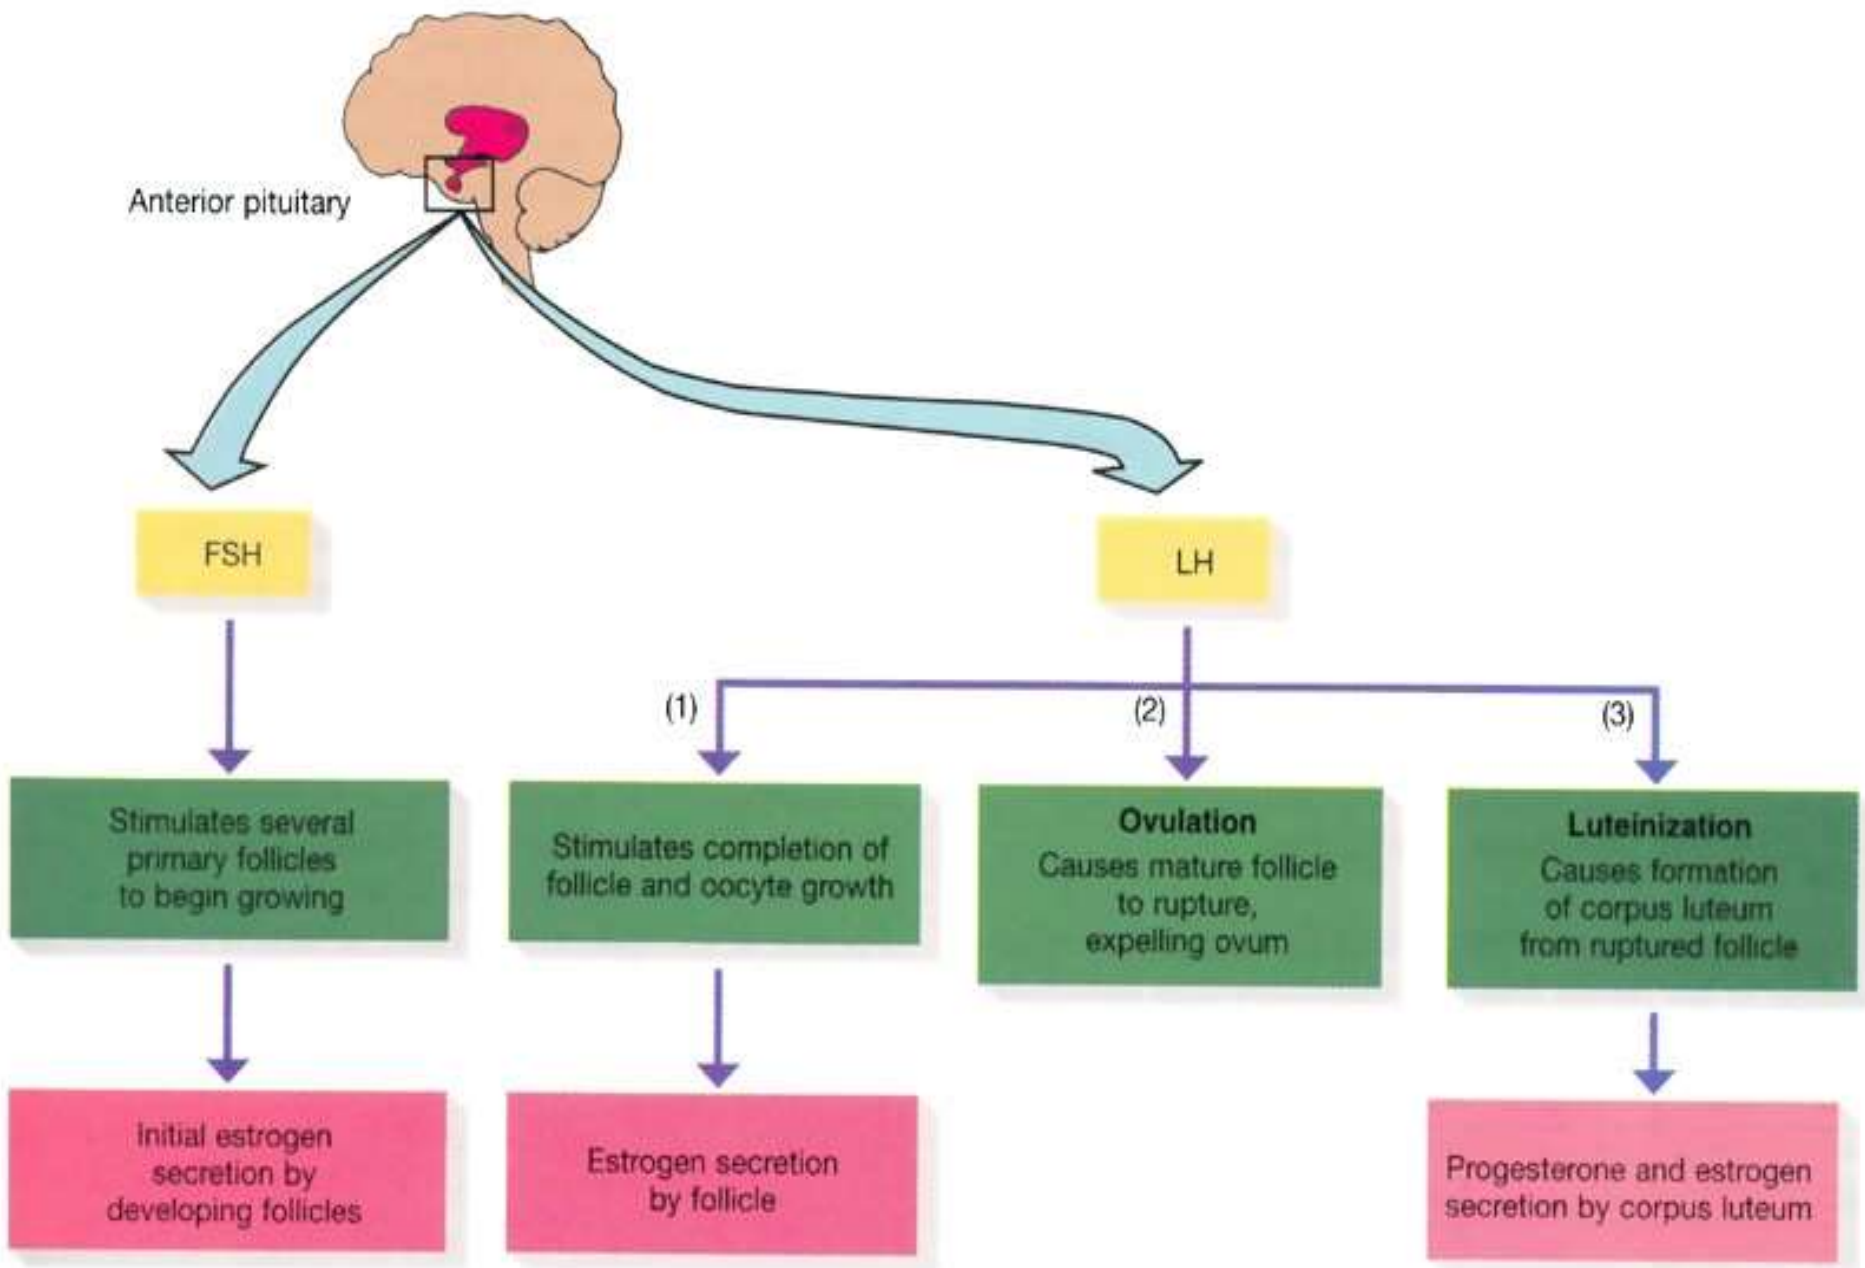 Anterior pituitary
FSH
LH
(1)
(2)
(3)
Stimulates several
primary follicles
to begin growing
Stimulates completion of
follicle and oocyte growth
Ovulation
Causes mature follicle
to rupture,
expelling ovum
Luteinization
Causes formation
of corpus luteum
from ruptured follicle
Initial estrogen
secretion by
developing follicles
Estrogen secretion
by follicle
Progesterone and estrogen
secretion by corpus luteum